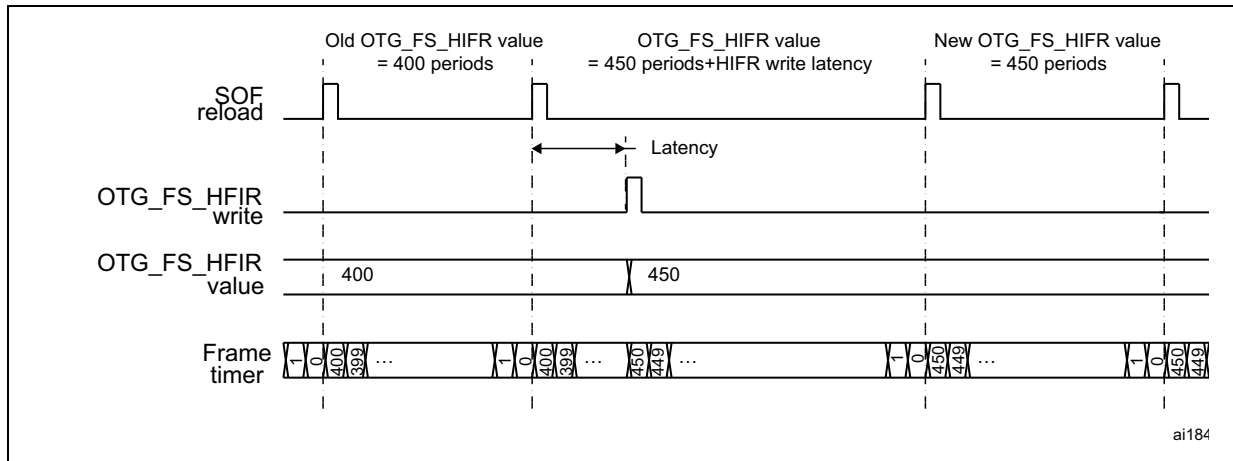 Old OTG_FS_HIFR value
= 400 periods
OTG_FS_HIFR value
= 450 periods+HIFR write latency
New OTG_FS_HIFR value
= 450 periods
SOF
reload
Latency
OTG_FS_HFIR
write
OTG_FS_HFIR
value
400
450
Frame
timer
1 0 400 399 ... 1 0 400 399 ... 450 449 ... 1 0 450 449 ... 1 0 450 449
ai184